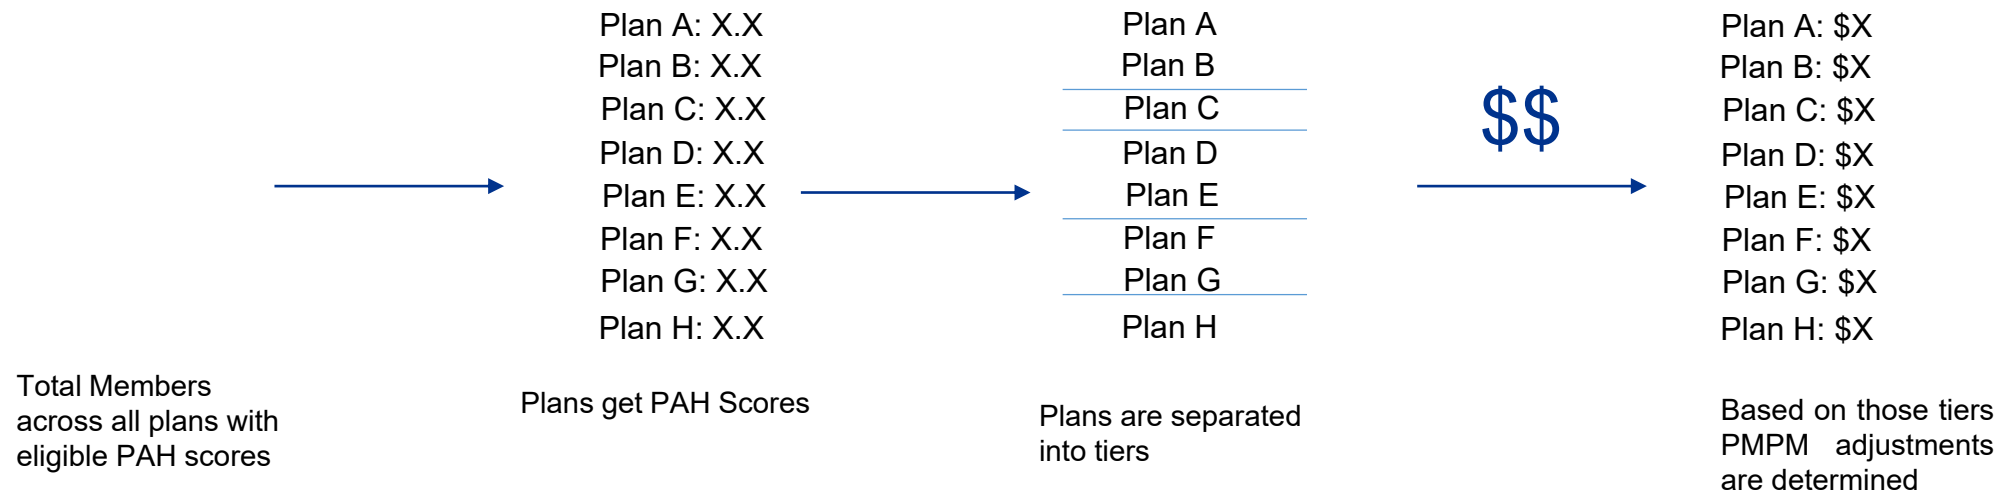 Plan A: X.X
Plan B: X.X
Plan C: X.X
Plan D: X.X
Plan E: X.X
Plan F: X.X
Plan G: X.X
Plan H: X.X
Plan A
Plan B
Plan C
Plan D
Plan E
Plan F
Plan G
Plan H
$$
Plan A: $X
Plan B: $X
Plan C: $X
Plan D: $X
Plan E: $X
Plan F: $X
Plan G: $X
Plan H: $X
Total Members
across all plans with
eligible PAH scores
Plans get PAH Scores
Plans are separated
into tiers
Based on those tiers
PMPM adjustments
are determined